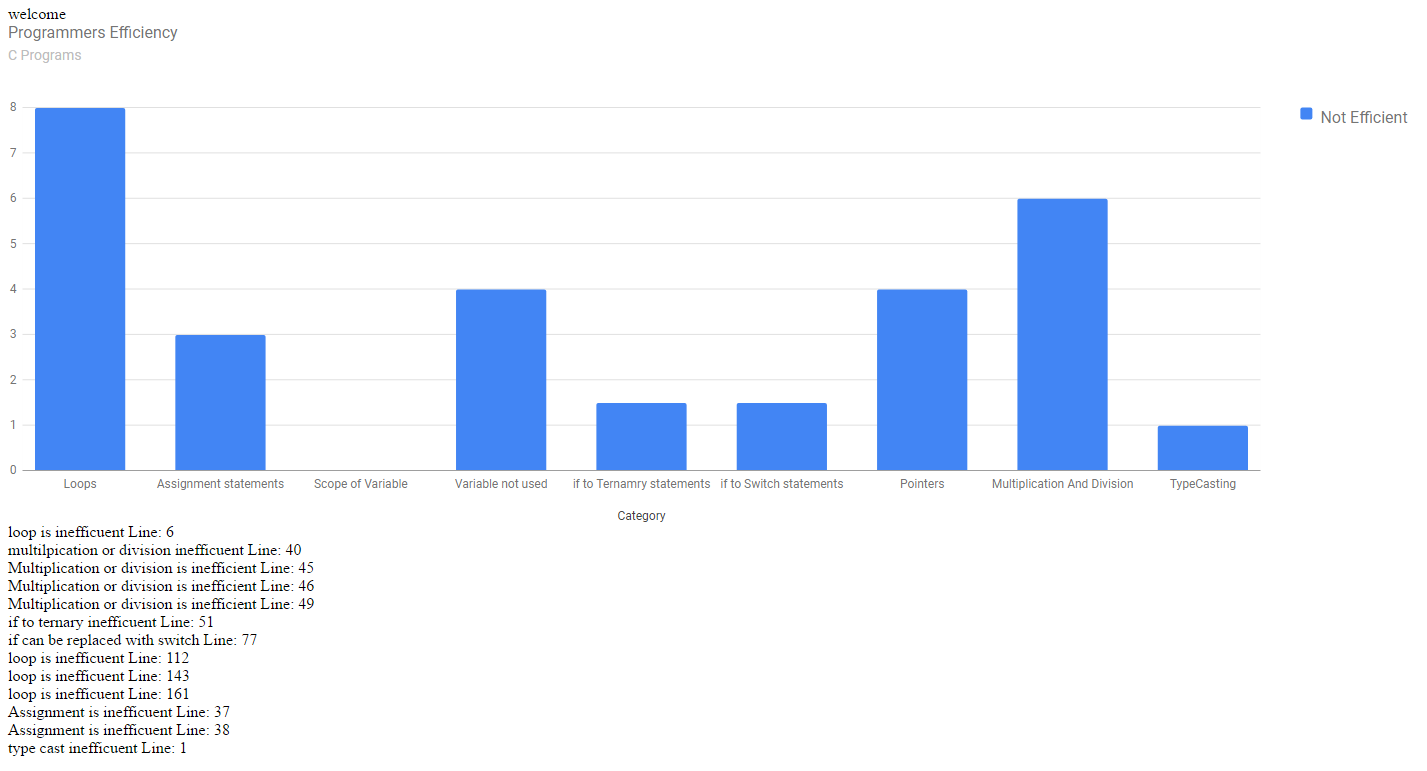 welcome
Programmers Efficiency
C Programs
8
Not Efficient
7
6
5
4
3
2
1
0
Loops Assignment statements Scope of Variable Variable not used if to Ternamry statements if to Switch statements Pointers Multiplication And Division TypeCasting
Category
loop is inefficuent Line: 6
multilpication or division inefficuent Line: 40
Multiplication or division is inefficient Line: 45
Multiplication or division is inefficient Line: 46
Multiplication or division is inefficient Line: 49
if to ternary inefficuent Line: 51
if can be replaced with switch Line: 77
loop is inefficuent Line: 112
loop is inefficuent Line: 143
loop is inefficuent Line: 161
Assignment is inefficuent Line: 37
Assignment is inefficuent Line: 38
type cast inefficuent Line: 1